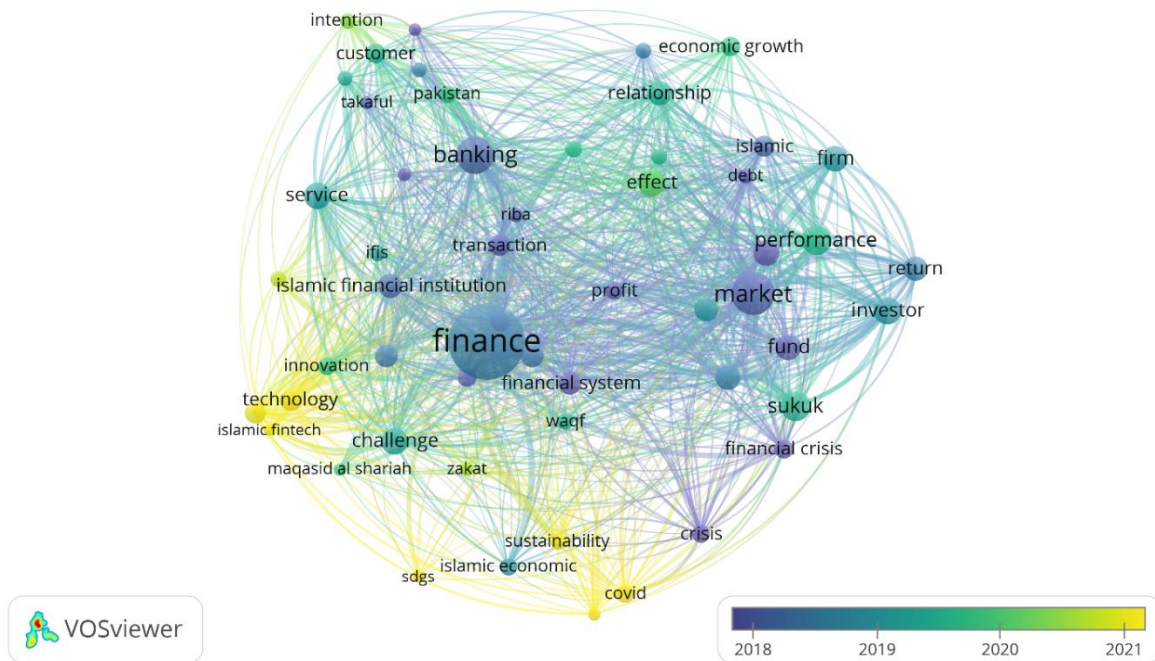 intention
economic growth
customer
relationship
pakistan
takaful
islamic
firm
banking
debt
effect
service
riba
performance
transaction
ifis
return
islamic financial institution
profit
market
investor
finance
fund
innovation
financial system
technology
sukuk
waqf
islamic fintech
challenge
financial crisis
maqasid al shariah
zakat
crisis
sustainability
islamic economic
sdgs
covid
VOSviewer
2018 2019 2020 2021